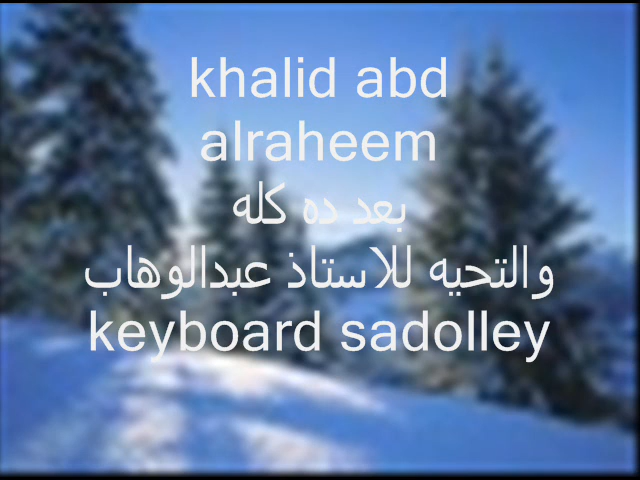 khalid abd
alraheem
بعد ده كله
والتحيه للاستاذ عبدالوهاب
keyboard sadolley